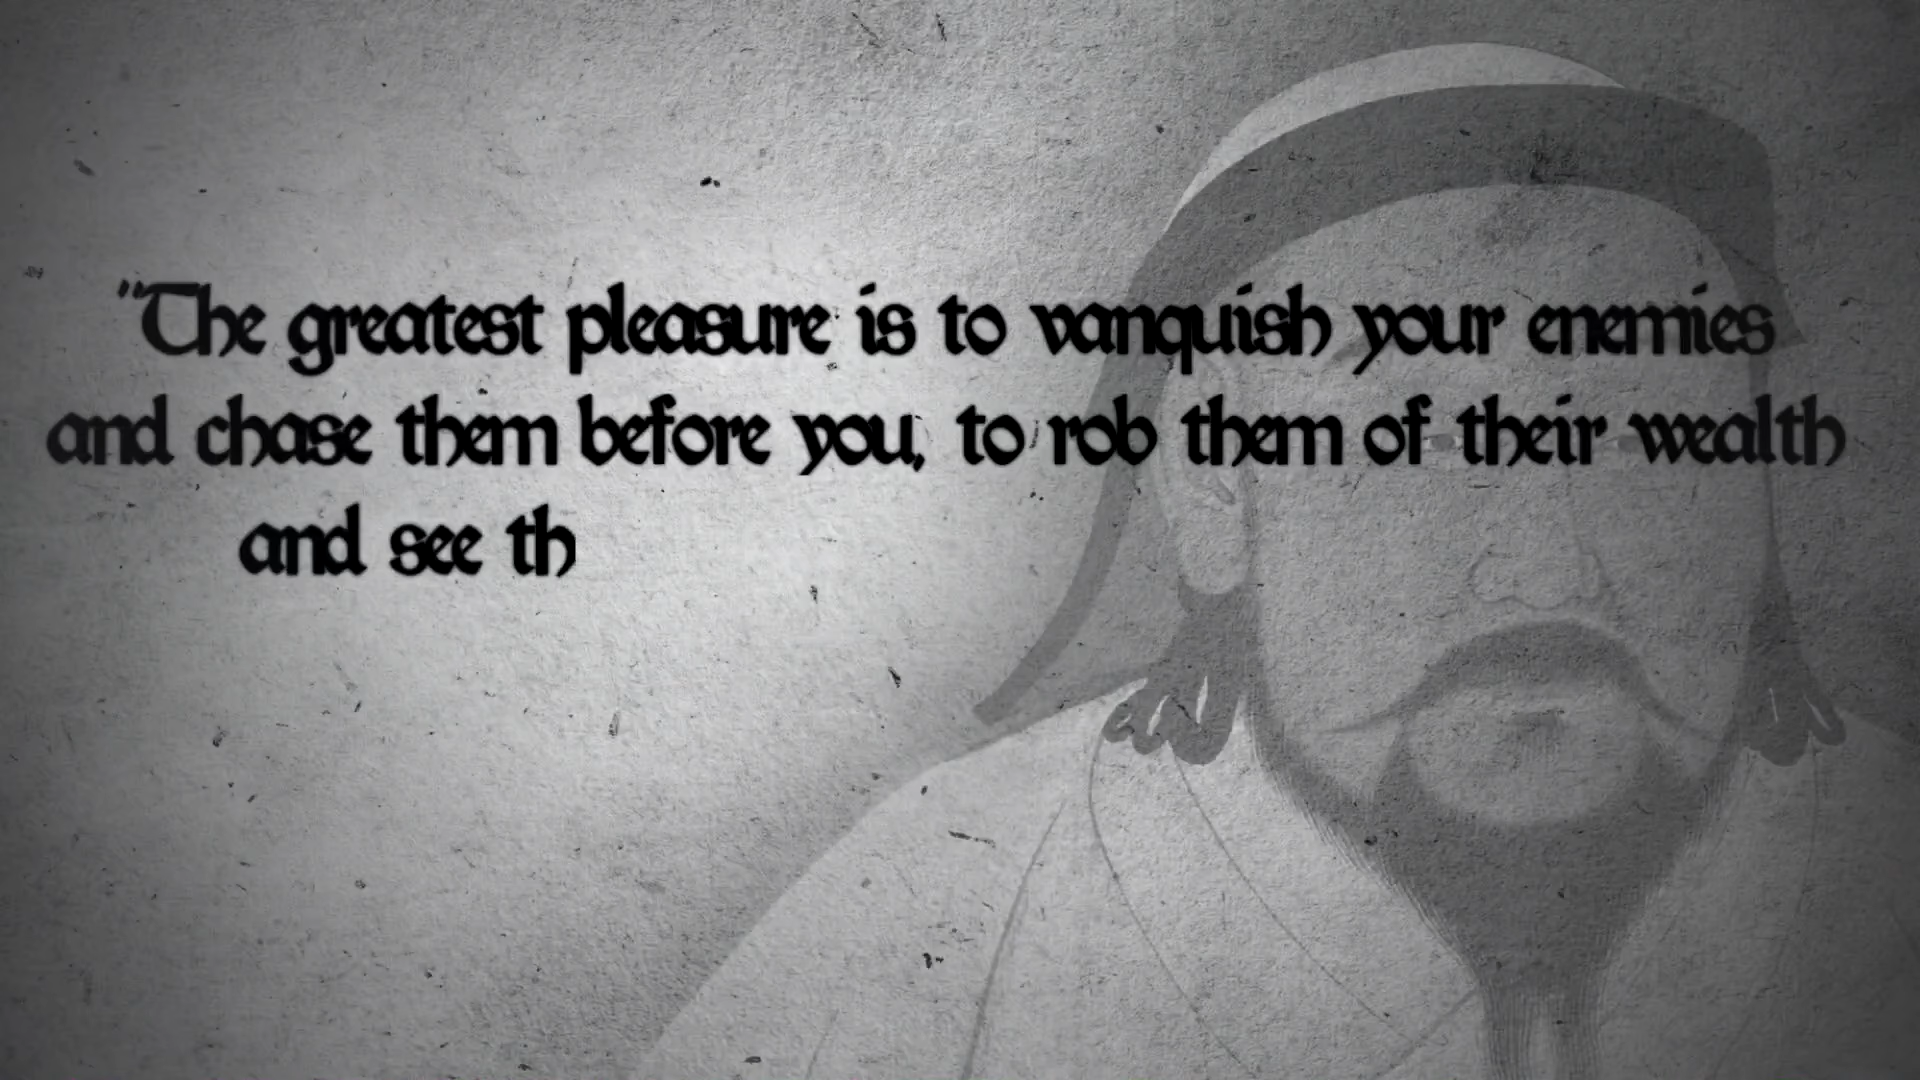 "The greatest pleasure is to vanquish your enemies
and chase them before you, to rob them of their wealth
and see th